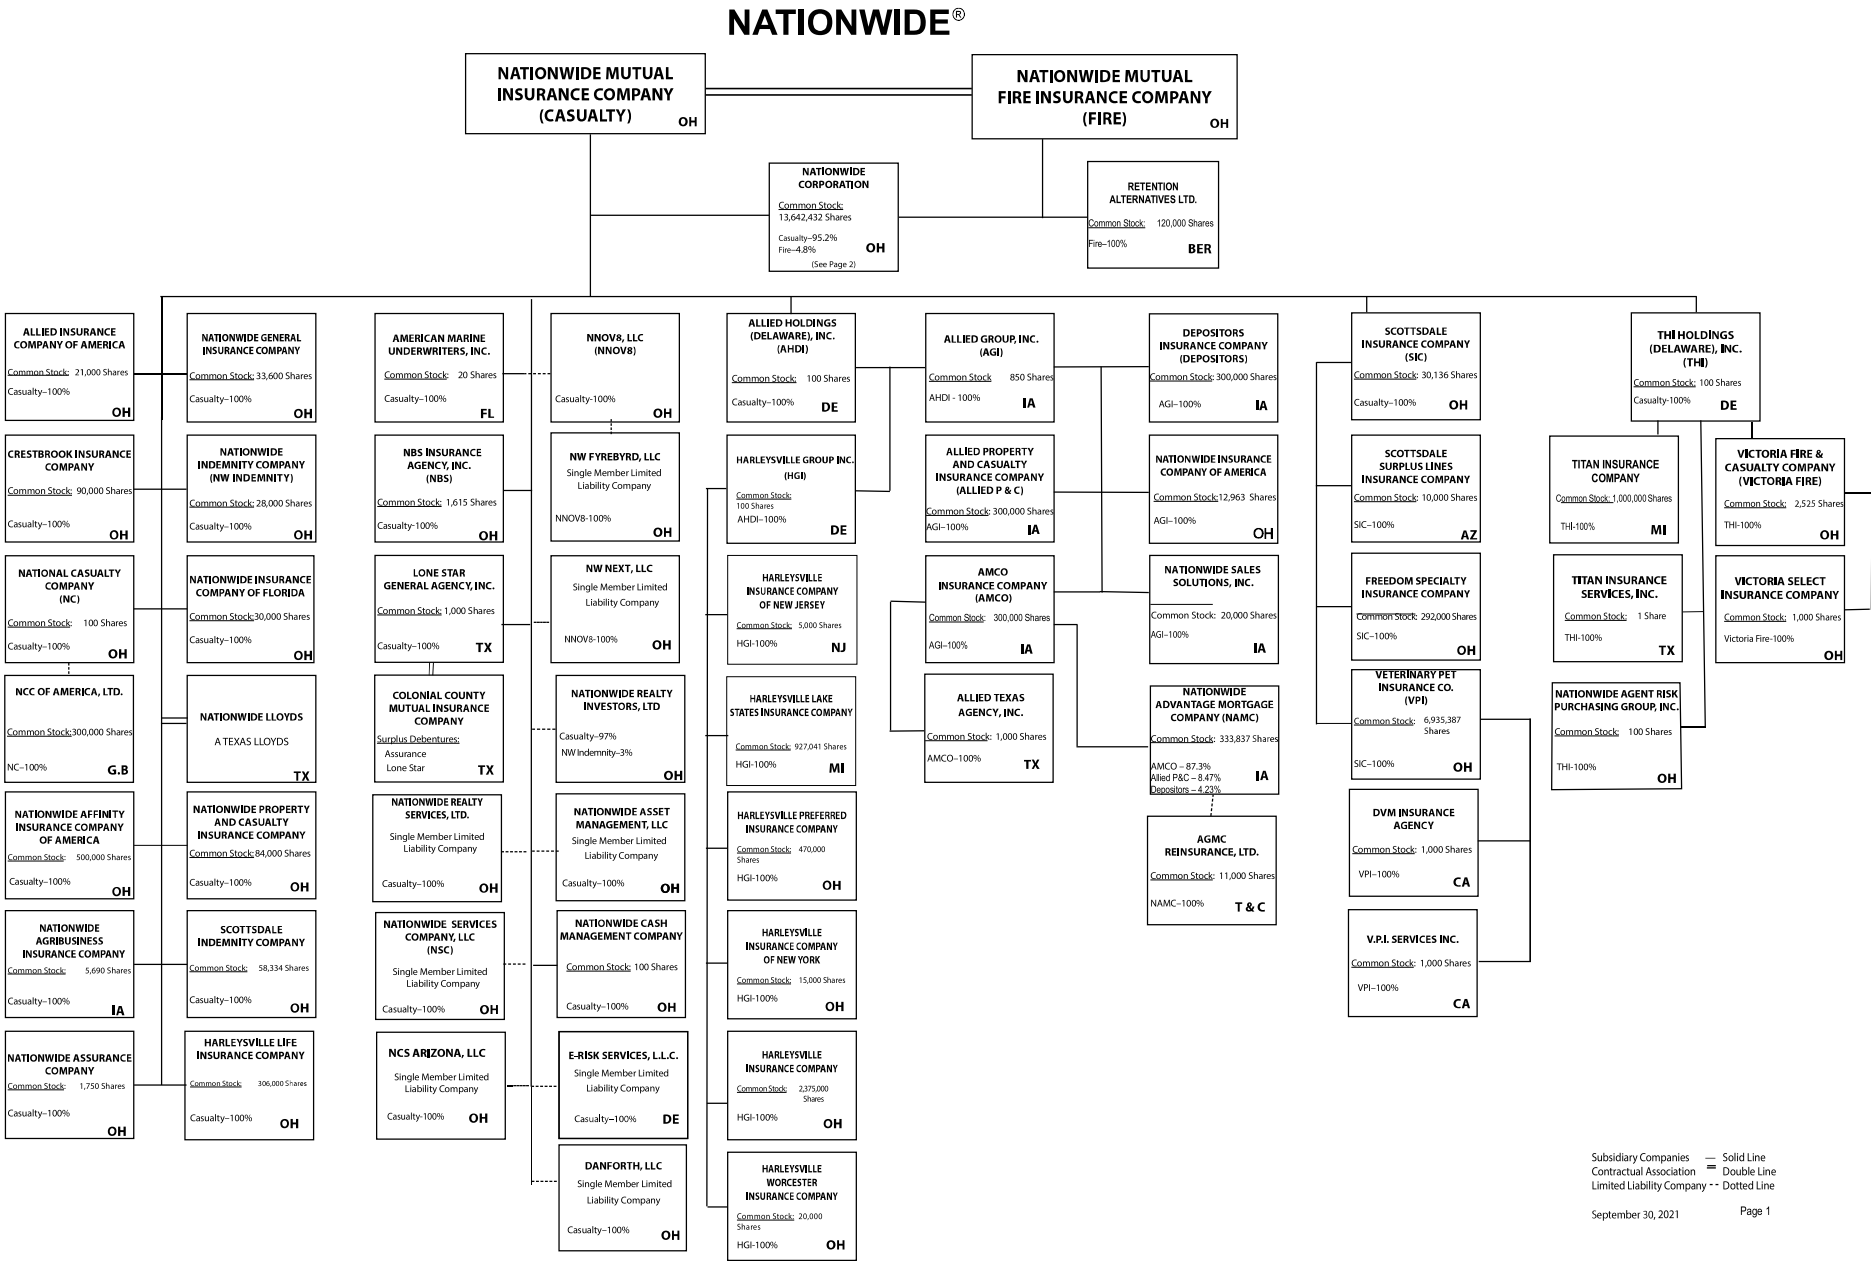 NATIONWIDE®
NATIONWIDE MUTUAL
INSURANCE COMPANY
(CASUALTY)
OH
NATIONWIDE MUTUAL
FIRE INSURANCE COMPANY
(FIRE)
OH
NATIONWIDE
CORPORATION
Common Stock:
13,642,432 Shares
Casualty–95.2%
Fire–4.8%
OH
(See Page 2)
RETENTION
ALTERNATIVES LTD.
Common Stock: 120,000 Shares
Fire–100%
BER
ALLIED INSURANCE
COMPANY OF AMERICA
Common Stock: 21,000 Shares
Casualty–100%
OH
CRESTBROOK INSURANCE
COMPANY
Common Stock: 90,000 Shares
Casualty–100%
OH
NATIONAL CASUALTY
COMPANY
(NC)
Common Stock: 100 Shares
Casualty–100%
OH
NCC OF AMERICA, LTD.
Common Stock:300,000 Shares
NC–100%
G.B
NATIONWIDE AFFINITY
INSURANCE COMPANY
OF AMERICA
Common Stock: 500,000 Shares
Casualty–100%
OH
NATIONWIDE
AGRIBUSINESS
INSURANCE COMPANY
Common Stock: 5,690 Shares
Casualty–100%
IA
NATIONWIDE ASSURANCE
COMPANY
Common Stock: 1,750 Shares
Casualty–100%
OH
NATIONWIDE GENERAL
INSURANCE COMPANY
Common Stock: 33,600 Shares
Casualty–100%
OH
NATIONWIDE
INDEMNITY COMPANY
(NW INDEMNITY)
Common Stock: 28,000 Shares
Casualty–100%
OH
NATIONWIDE INSURANCE
COMPANY OF FLORIDA
Common Stock:30,000 Shares
Casualty–100%
OH
NATIONWIDE LLOYDS
A TEXAS LLOYDS
TX
NATIONWIDE PROPERTY
AND CASUALTY
INSURANCE COMPANY
Common Stock:84,000 Shares
Casualty–100%
OH
SCOTTSDALE
INDEMNITY COMPANY
Common Stock: 58,334 Shares
Casualty–100%
OH
HARLEYSVILLE LIFE
INSURANCE COMPANY
Common Stock: 306,000 Shares
Casualty–100%
OH
AMERICAN MARINE
UNDERWRITERS, INC.
Common Stock: 20 Shares
Casualty–100%
FL
NBS INSURANCE
AGENCY, INC.
(NBS)
Common Stock: 1,615 Shares
Casualty-100%
OH
LONE STAR
GENERAL AGENCY, INC.
Common Stock: 1,000 Shares
Casualty–100%
TX
COLONIAL COUNTY
MUTUAL INSURANCE
COMPANY
Surplus Debentures:
Assurance
Lone Star
TX
NATIONWIDE REALTY
SERVICES, LTD.
Single Member Limited
Liability Company
Casualty–100%
OH
NATIONWIDE SERVICES
COMPANY, LLC
(NSC)
Single Member Limited
Liability Company
Casualty–100%
OH
NCS ARIZONA, LLC
Single Member Limited
Liability Company
Casualty-100%
OH
NNOV8, LLC
(NNOV8)
Casualty-100%
OH
NW FYREBYRD, LLC
Single Member Limited
Liability Company
NNOV8-100%
OH
NW NEXT, LLC
Single Member Limited
Liability Company
NNOV8-100%
OH
NATIONWIDE REALTY
INVESTORS, LTD
Casualty–97%
NW Indemnity–3%
OH
NATIONWIDE ASSET
MANAGEMENT, LLC
Single Member Limited
Liability Company
Casualty–100%
OH
NATIONWIDE CASH
MANAGEMENT COMPANY
Common Stock: 100 Shares
Casualty–100%
OH
E-RISK SERVICES, L.L.C.
Single Member Limited
Liability Company
Casualty–100%
DE
DANFORTH, LLC
Single Member Limited
Liability Company
Casualty–100%
OH
ALLIED HOLDINGS
(DELAWARE), INC.
(AHDI)
Common Stock: 100 Shares
Casualty–100%
DE
HARLEYSVILLE GROUP INC.
(HGI)
Common Stock:
100 Shares
AHDI–100%
DE
HARLEYSVILLE
INSURANCE COMPANY
OF NEW JERSEY
Common Stock: 5,000 Shares
HGI-100%
NJ
HARLEYSVILLE LAKE
STATES INSURANCE COMPANY
Common Stock: 927,041 Shares
HGI-100%
MI
HARLEYSVILLE PREFERRED
INSURANCE COMPANY
Common Stock: 470,000
Shares
HGI-100%
OH
HARLEYSVILLE
INSURANCE COMPANY
OF NEW YORK
Common Stock: 15,000 Shares
HGI-100%
OH
HARLEYSVILLE
INSURANCE COMPANY
Common Stock: 2,375,000
Shares
HGI-100%
OH
HARLEYSVILLE
WORCESTER
INSURANCE COMPANY
Common Stock: 20,000
Shares
HGI-100%
OH
ALLIED GROUP, INC.
(AGI)
Common Stock 850 Shares
AHDI - 100%
IA
ALLIED PROPERTY
AND CASUALTY
INSURANCE COMPANY
(ALLIED P & C)
Common Stock: 300,000 Shares
AGI–100%
IA
AMCO
INSURANCE COMPANY
(AMCO)
Common Stock: 300,000 Shares
AGI–100%
IA
ALLIED TEXAS
AGENCY, INC.
Common Stock: 1,000 Shares
AMCO–100%
TX
DEPOSITORS
INSURANCE COMPANY
(DEPOSITORS)
Common Stock: 300,000 Shares
AGI–100%
IA
NATIONWIDE INSURANCE
COMPANY OF AMERICA
Common Stock:12,963 Shares
AGI–100%
OH
NATIONWIDE SALES
SOLUTIONS, INC.
Common Stock: 20,000 Shares
AGI–100%
IA
NATIONWIDE
ADVANTAGE MORTGAGE
COMPANY (NAMC)
Common Stock: 333,837 Shares
AMCO – 87.3%
Allied P&C – 8.47%
Depositors – 4.23%
IA
AGMC
REINSURANCE, LTD.
Common Stock: 11,000 Shares
NAMC–100%
T & C
SCOTTSDALE
INSURANCE COMPANY
(SIC)
Common Stock: 30,136 Shares
Casualty–100%
OH
SCOTTSDALE
SURPLUS LINES
INSURANCE COMPANY
Common Stock: 10,000 Shares
SIC–100%
AZ
FREEDOM SPECIALTY
INSURANCE COMPANY
Common Stock: 292,000 Shares
SIC–100%
OH
VETERINARY PET
INSURANCE CO.
(VPI)
Common Stock: 6,935,387
Shares
SIC–100%
OH
DVM INSURANCE
AGENCY
Common Stock: 1,000 Shares
VPI–100%
CA
V.P.I. SERVICES INC.
Common Stock: 1,000 Shares
VPI–100%
CA
THI HOLDINGS
(DELAWARE), INC.
(THI)
Common Stock: 100 Shares
Casualty-100%
DE
TITAN INSURANCE
COMPANY
Common Stock: 1,000,000 Shares
THI-100%
MI
TITAN INSURANCE
SERVICES, INC.
Common Stock: 1 Share
THI-100%
TX
NATIONWIDE AGENT RISK
PURCHASING GROUP, INC.
Common Stock: 100 Shares
THI-100%
OH
VICTORIA FIRE &
CASUALTY COMPANY
(VICTORIA FIRE)
Common Stock: 2,525 Shares
THI-100%
OH
VICTORIA SELECT
INSURANCE COMPANY
Common Stock: 1,000 Shares
Victoria Fire-100%
OH
Subsidiary Companies — Solid Line
Contractual Association = Double Line
Limited Liability Company -- Dotted Line
September 30, 2021 Page 1